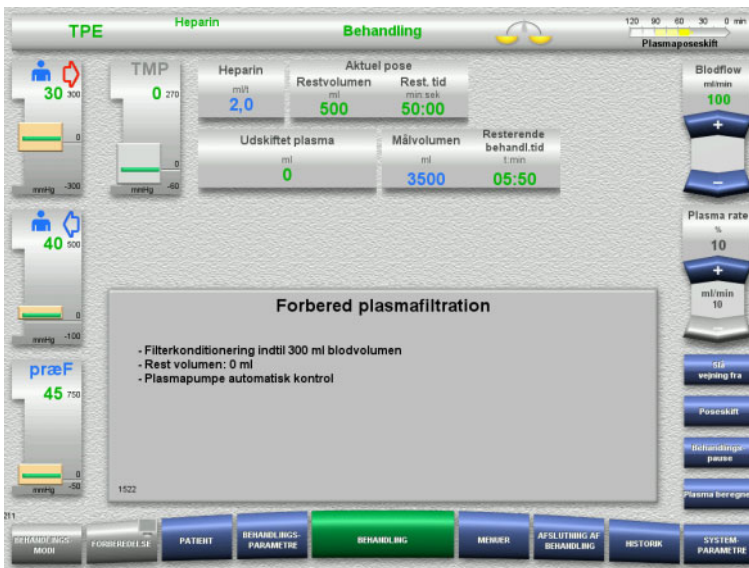 TPE
Heparin
Behandling
120 90 60 30 0 min
Plasmaposeskift
30 300
0
mmHg -300
TMP
0 270
0
mmHg -60
Heparin
ml/t
2,0
Aktuel pose
Restvolumen Rest. tid
ml min:sek
500 50:00
Udskiftet plasma
ml
0
Målvolumen Resterende behandl.tid
ml t:min
3500 05:50
Blodflow
ml/min
100
+
−
40 500
0
mmHg -100
Plasma rate
%
10
+
ml/min
10
−
præF
45 750
0
mmHg -50
Forbered plasmafiltration
- Filterkonditionering indtil 300 ml blodvolumen
- Rest volumen: 0 ml
- Plasmapumpe automatisk kontrol
1522
Slå
vejning fra
Poseskift
Behandlings-
pause
Plasma beregne
211
BEHANDLINGS-
MODI
FORBEREDELSE
PATIENT
BEHANDLINGS-
PARAMETRE
BEHANDLING
MENUER
AFSLUTNING AF
BEHANDLING
HISTORIK
SYSTEM-
PARAMETRE